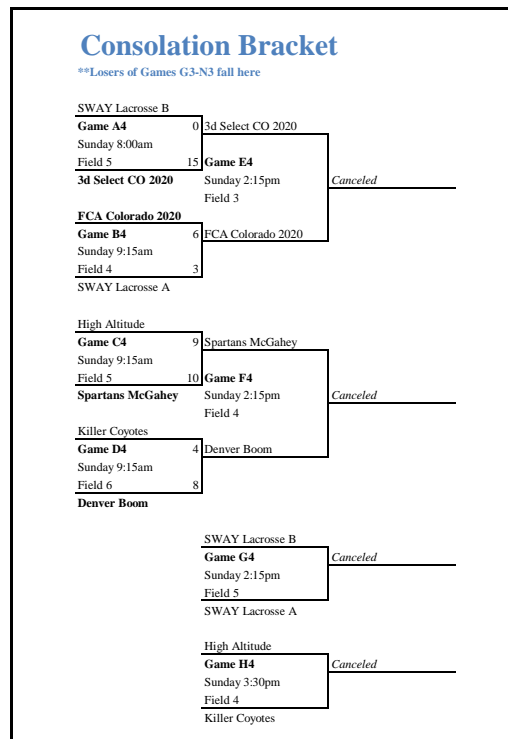 Consolation Bracket
**Losers of Games G3-N3 fall here
SWAY Lacrosse B
Game A4 0 3d Select CO 2020
Sunday 8:00am
Field 5 15 Game E4
3d Select CO 2020 Sunday 2:15pm Canceled
Field 3
FCA Colorado 2020
Game B4 6 FCA Colorado 2020
Sunday 9:15am
Field 4 3
SWAY Lacrosse A
High Altitude
Game C4 9 Spartans McGahey
Sunday 9:15am
Field 5 10 Game F4
Spartans McGahey Sunday 2:15pm Canceled
Field 4
Killer Coyotes
Game D4 4 Denver Boom
Sunday 9:15am
Field 6 8
Denver Boom
SWAY Lacrosse B
Game G4 Canceled
Sunday 2:15pm
Field 5
SWAY Lacrosse A
High Altitude
Game H4 Canceled
Sunday 3:30pm
Field 4
Killer Coyotes